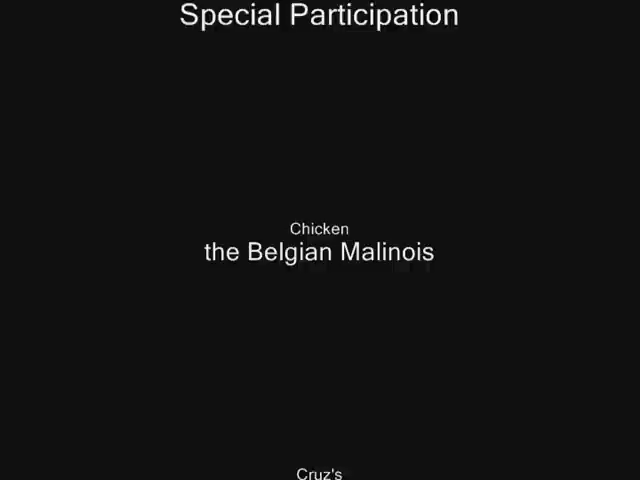 Special Participation
Chicken
the Belgian Malinois
Cruz's